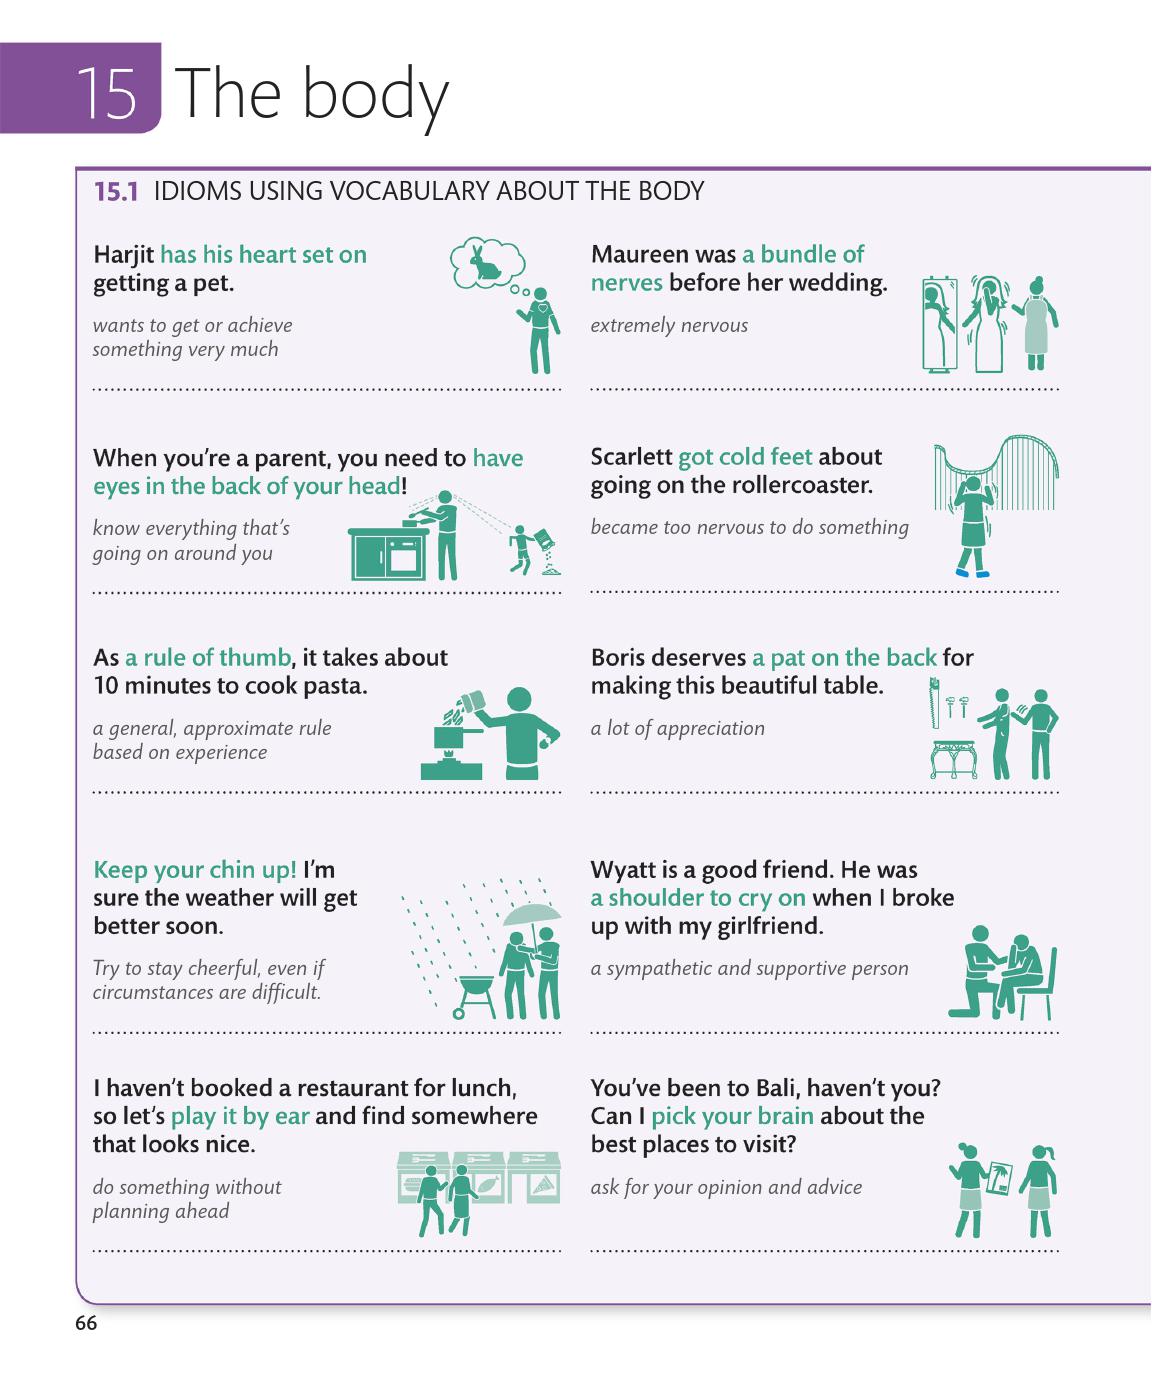 15 The body
15.1 IDIOMS USING VOCABULARY ABOUT THE BODY
Harjit has his heart set on
getting a pet.
wants to get or achieve
something very much
Maureen was a bundle of
nerves before her wedding.
extremely nervous
When you're a parent, you need to have
eyes in the back of your head!
know everything that's
going on around you
Scarlett got cold feet about
going on the rollercoaster.
became too nervous to do something
As a rule of thumb, it takes about
10 minutes to cook pasta.
a general, approximate rule
based on experience
Boris deserves a pat on the back for
making this beautiful table.
a lot of appreciation
Keep your chin up! I'm
sure the weather will get
better soon.
Try to stay cheerful, even if
circumstances are difficult.
Wyatt is a good friend. He was
a shoulder to cry on when I broke
up with my girlfriend.
a sympathetic and supportive person
I haven't booked a restaurant for lunch,
so let's play it by ear and find somewhere
that looks nice.
do something without
planning ahead
You've been to Bali, haven't you?
Can I pick your brain about the
best places to visit?
ask for your opinion and advice
66